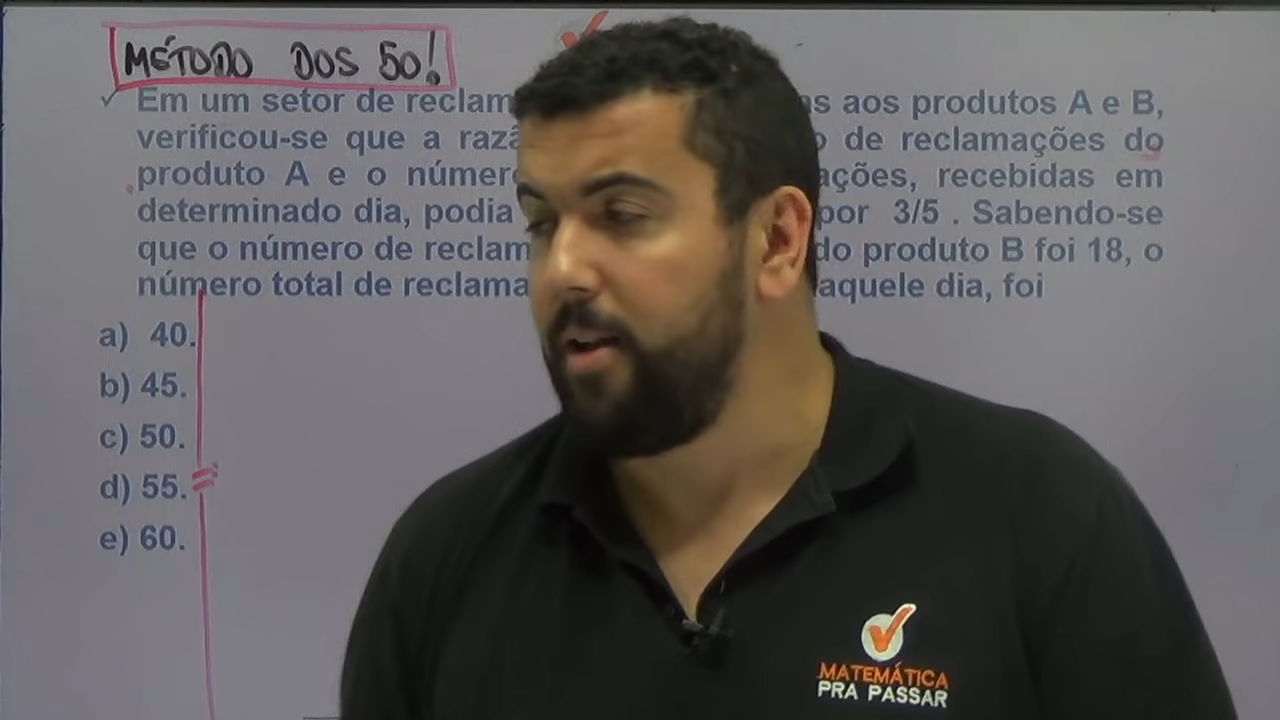 MÉTODO DOS 50!
✓ Em um setor de reclam s aos produtos A e B,
verificou-se que a razã de reclamações do
produto A e o númer ações, recebidas em
determinado dia, podia por 3/5 . Sabendo-se
que o número de reclam do produto B foi 18, o
número total de reclama aquele dia, foi
a) 40.
b) 45.
c) 50.
d) 55.
e) 60.
MATEMÁTICA
PRA PASSAR